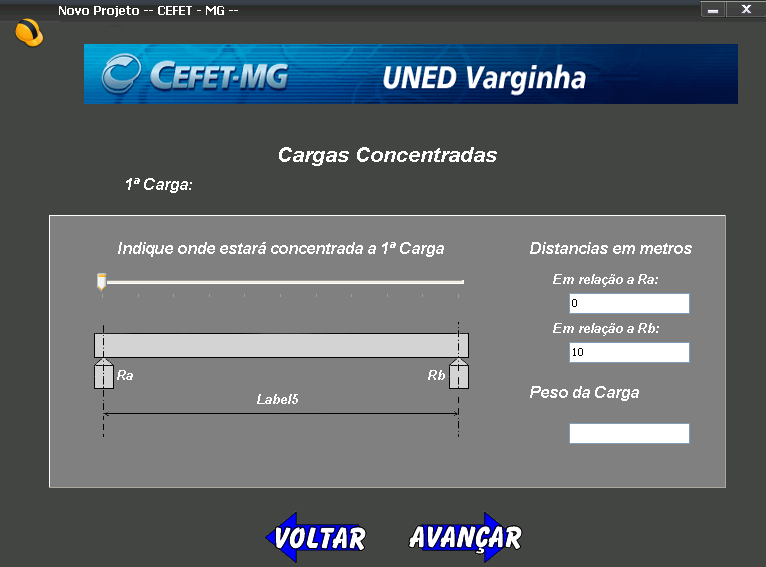 Novo Projeto -- CEFET - MG --
CEFET-MG UNED Varginha
Cargas Concentradas
1ª Carga:
Indique onde estará concentrada a 1ª Carga
Distancias em metros
Em relação a Ra:
0
Em relação a Rb:
10
Ra
Rb
Peso da Carga
Label5
VOLTAR
AVANÇAR